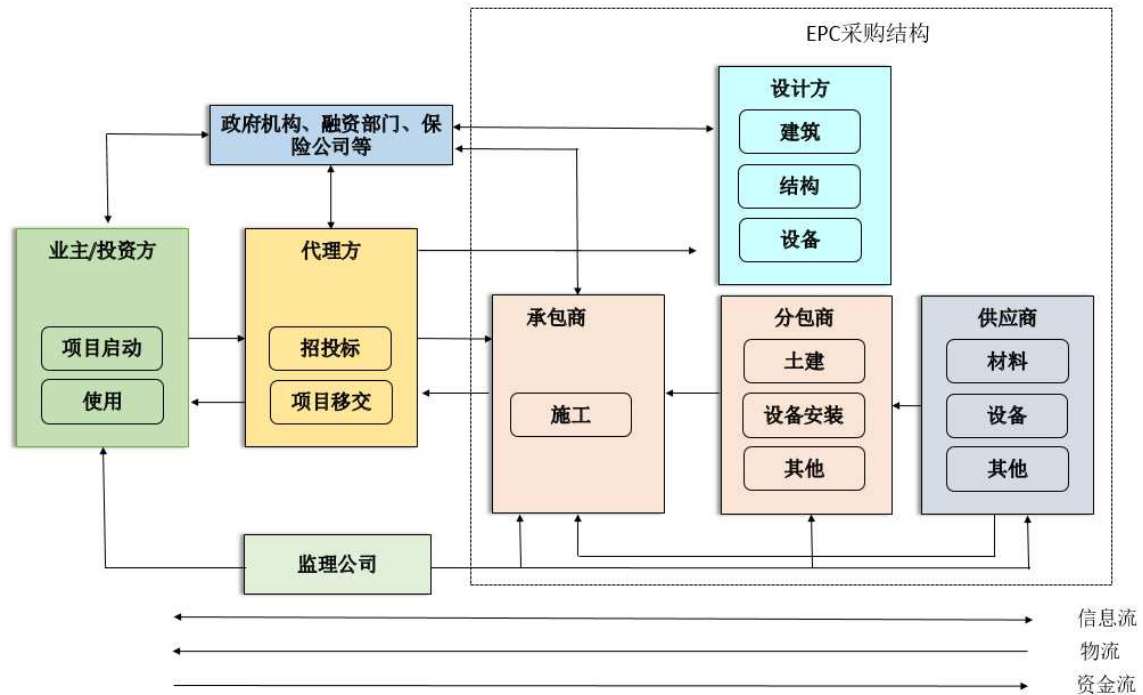 EPC采购结构
设计方
建筑
结构
设备
政府机构、融资部门、保
险公司等
业主/投资方
项目启动
使用
代理方
招投标
项目移交
承包商
施工
分包商
土建
设备安装
其他
供应商
材料
设备
其他
监理公司
信息流
物流
资金流